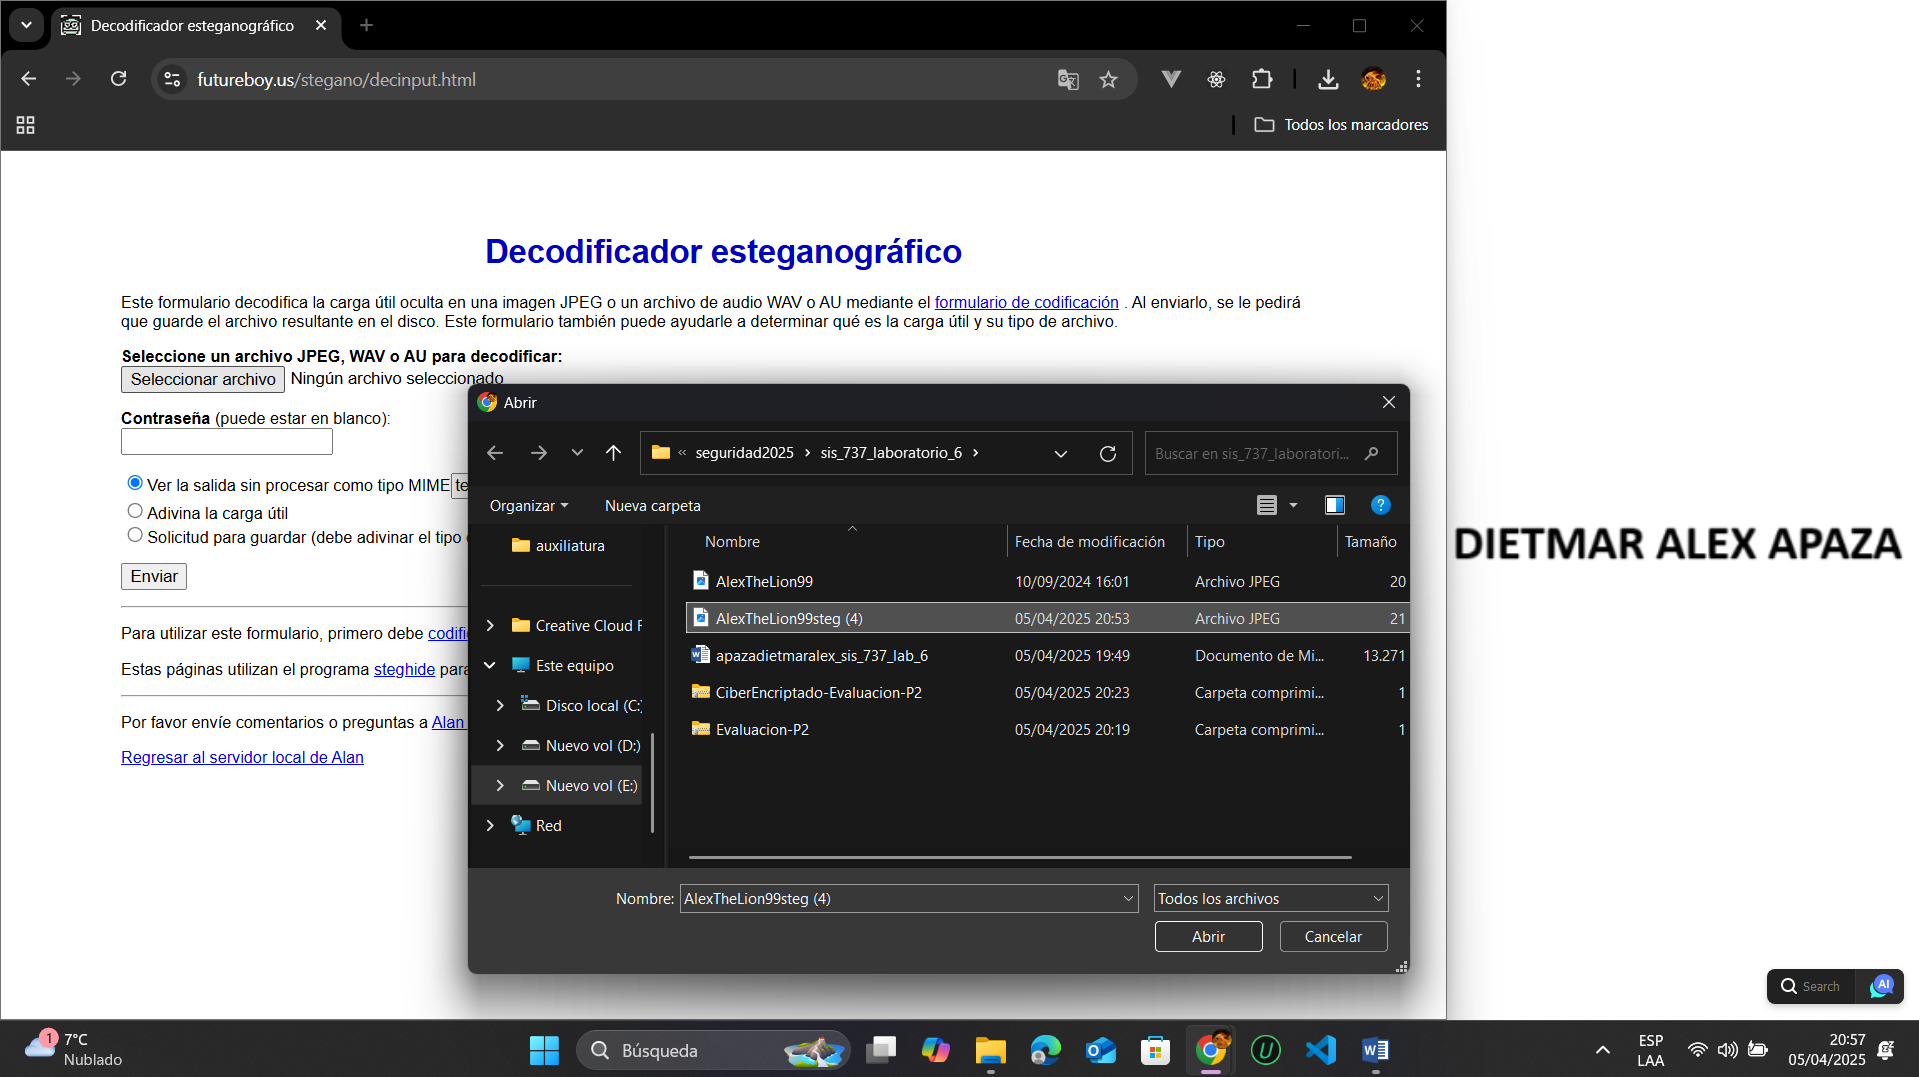 Decodificador esteganográfico
futureboy.us/stegano/decinput.html
Todos los marcadores
Decodificador esteganográfico
Este formulario decodifica la carga útil oculta en una imagen JPEG o un archivo de audio WAV o AU mediante el formulario de codificación . Al enviarlo, se le pedirá
que guarde el archivo resultante en el disco. Este formulario también puede ayudarle a determinar qué es la carga útil y su tipo de archivo.
Seleccione un archivo JPEG, WAV o AU para decodificar:
Seleccionar archivo Ningún archivo seleccionado
Contraseña (puede estar en blanco):
Ver la salida sin procesar como tipo MIME te
Adivina la carga útil
Solicitud para guardar (debe adivinar el tipo
Enviar
Para utilizar este formulario, primero debe codifi
Estas páginas utilizan el programa steghide para
Por favor envíe comentarios o preguntas a Alan
Regresar al servidor local de Alan
Abrir
« seguridad2025 › sis_737_laboratorio_6 ›
Buscar en sis_737_laboratori...
Organizar
Nueva carpeta
?
auxiliatura
Creative Cloud F
Este equipo
Disco local (C:
Nuevo vol (D:)
Nuevo vol (E:)
Red
Nombre Fecha de modificación Tipo Tamaño
AlexTheLion99 10/09/2024 16:01 Archivo JPEG 20
AlexTheLion99steg (4) 05/04/2025 20:53 Archivo JPEG 21
apazadietmaralex_sis_737_lab_6 05/04/2025 19:49 Documento de Mi... 13.271
CiberEncriptado-Evaluacion-P2 05/04/2025 20:23 Carpeta comprimi... 1
Evaluacion-P2 05/04/2025 20:19 Carpeta comprimi... 1
Nombre: AlexTheLion99steg (4)
Todos los archivos
Abrir
Cancelar
DIETMAR ALEX APAZA
Search
AI
1
7°C
Nublado
Búsqueda
ESP
LAA
20:57
05/04/2025